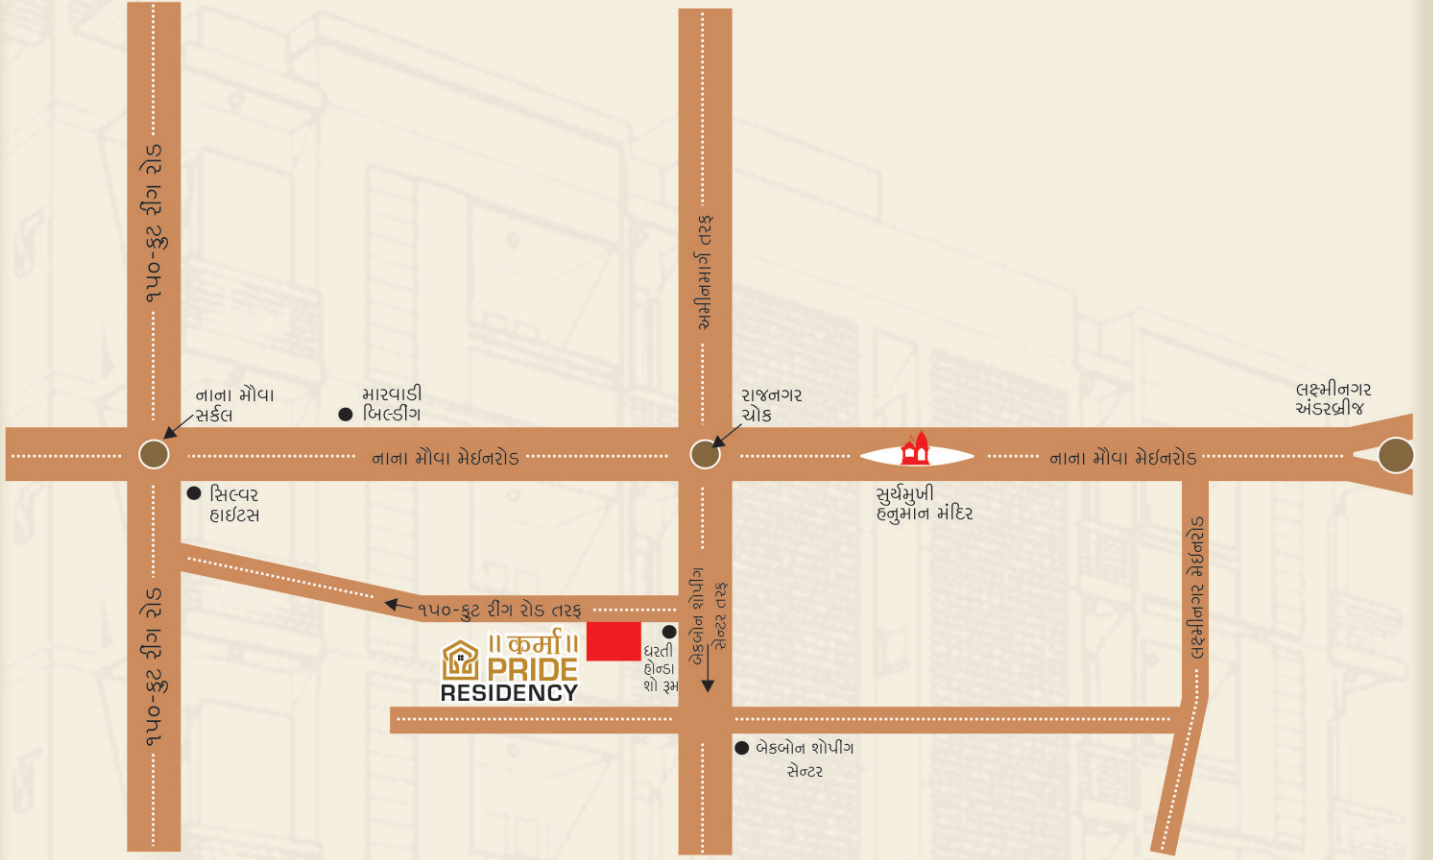 ૧૫૦-ફુટ રીંગ રોડ
અમીનમાર્ગ તરફ
નાના મૌવા
સર્કલ
મારવાડી
બિલ્ડીંગ
રાજનગર
ચોક
લક્ષ્મીનગર
અંડરબ્રીજ
નાના મૌવા મેઈનરોડ
નાના મૌવા મેઈનરોડ
સિલ્વર
હાઈટસ
સુર્યમુખી
હનુમાન મંદિર
૧૫૦-ફુટ રીંગ રોડ
૧૫૦-ફુટ રીંગ રોડ તરફ
બેકબોન શોપીંગ
સેન્ટર તરફ
લક્ષ્મીનગર મેઈનરોડ
॥ कर्मा ॥
PRIDE
RESIDENCY
ધરતી
હોન્ડા
શો રૂમ
બેકબોન શોપીંગ
સેન્ટર